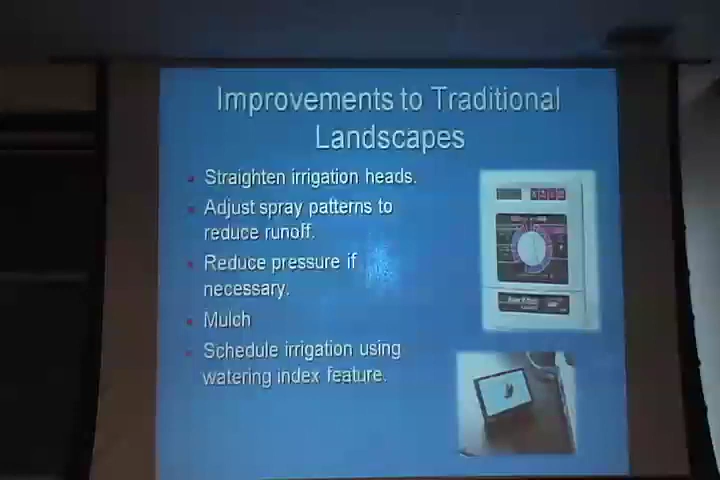 Improvements to Traditional
Landscapes
Straighten irrigation heads.
Adjust spray patterns to
reduce runoff.
Reduce pressure if
necessary.
Mulch
Schedule irrigation using
watering index feature.